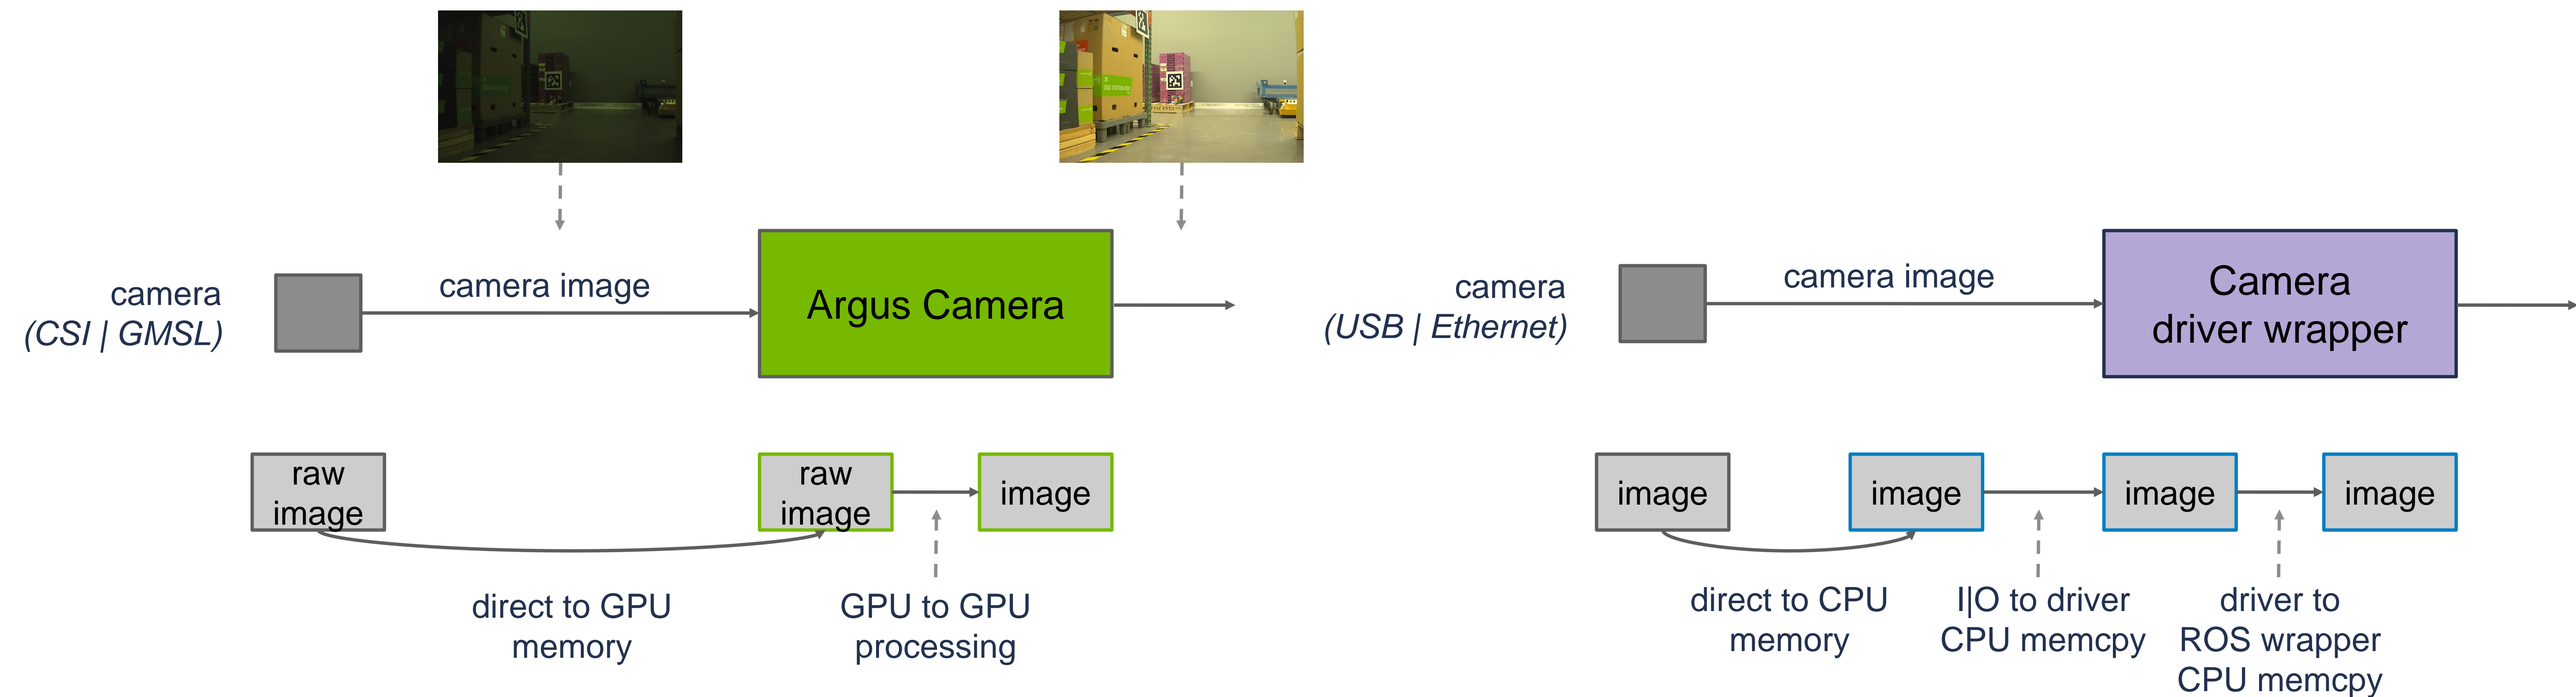 camera
(CSI | GMSL)
camera image
Argus Camera
raw
image
raw
image
image
direct to GPU
memory
GPU to GPU
processing
camera
(USB | Ethernet)
camera image
Camera
driver wrapper
image
image
image
image
direct to CPU
memory
I|O to driver
CPU memcpy
driver to
ROS wrapper
CPU memcpy